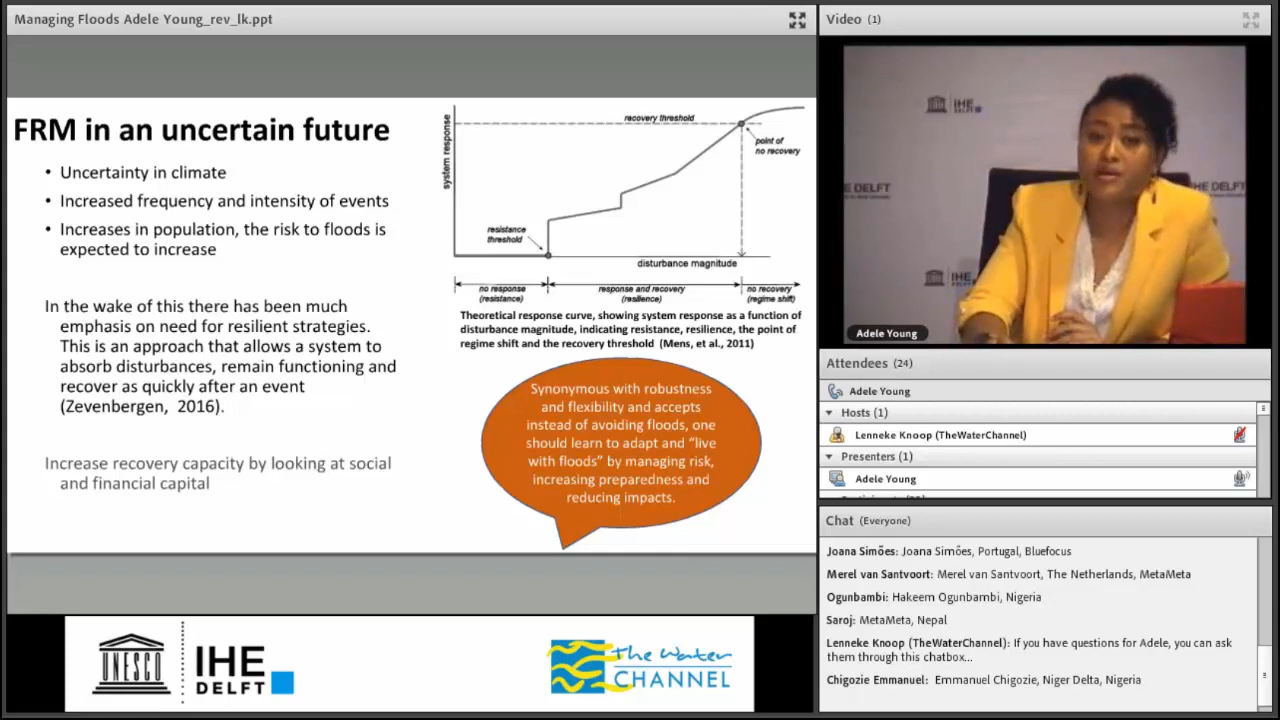 Managing Floods Adele Young_rev_lk.ppt
FRM in an uncertain future
• Uncertainty in climate
• Increased frequency and intensity of events
• Increases in population, the risk to floods is
expected to increase
In the wake of this there has been much
emphasis on need for resilient strategies.
This is an approach that allows a system to
absorb disturbances, remain functioning and
recover as quickly after an event
(Zevenbergen, 2016).
Increase recovery capacity by looking at social
and financial capital
system response
recovery threshold
point of
no recovery
resistance
threshold
disturbance magnitude
no response
(resistance)
response and recovery
(resilience)
no recovery
(regime shift)
Theoretical response curve, showing system response as a function of
disturbance magnitude, indicating resistance, resilience, the point of
regime shift and the recovery threshold (Mens, et al., 2011)
Synonymous with robustness
and flexibility and accepts
instead of avoiding floods, one
should learn to adapt and “live
with floods” by managing risk,
increasing preparedness and
reducing impacts.
UNESCO
IHE
DELFT
the Water
CHANNEL
Video (1)
IHE
DELFT
IHE DELFT
IHE
Adele Young
Attendees (24)
Adele Young
Hosts (1)
Lenneke Knoop (TheWaterChannel)
Presenters (1)
Adele Young
Chat (Everyone)
Joana Simões: Joana Simões, Portugal, Bluefocus
Merel van Santvoort: Merel van Santvoort, The Netherlands, MetaMeta
Ogunbambi: Hakeem Ogunbambi, Nigeria
Saroj: MetaMeta, Nepal
Lenneke Knoop (TheWaterChannel): If you have questions for Adele, you can ask
them through this chatbox...
Chigozie Emmanuel: Emmanuel Chigozie, Niger Delta, Nigeria